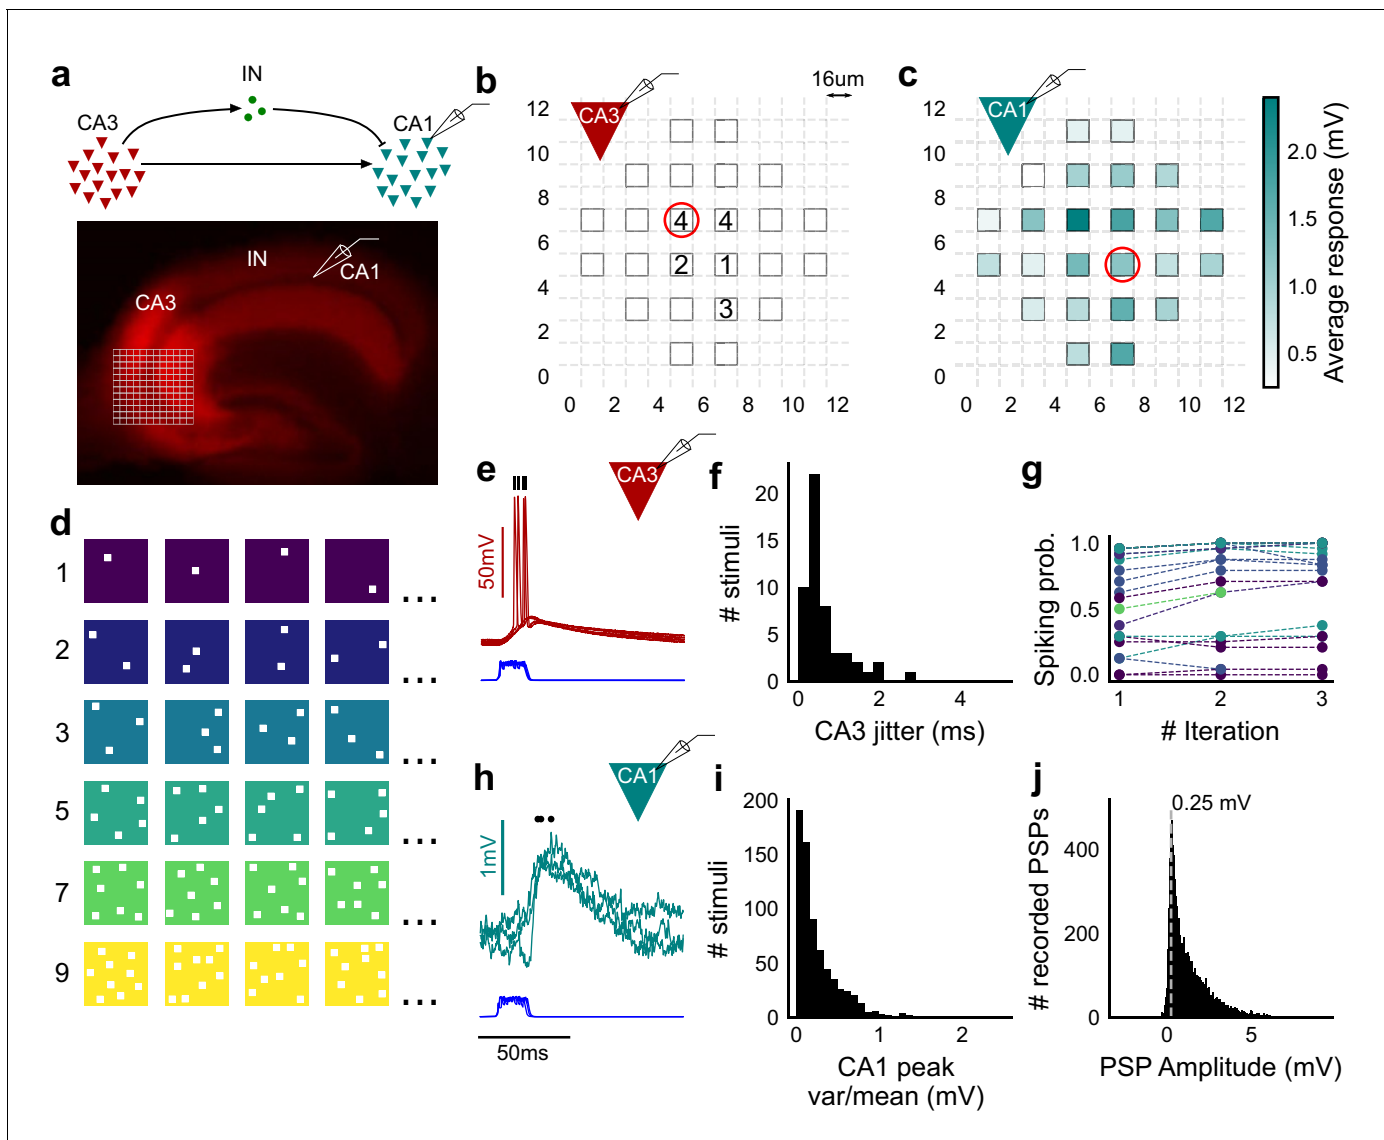 a
IN
CA3
CA1
IN
CA1
CA3
b
16um
CA3
12
10
8
6
4
2
0
4
4
2
1
3
0
2
4
6
8
10
12
c
CA1
12
10
8
6
4
2
0
0
2
4
6
8
10
12
2.0
1.5
1.0
0.5
Average response (mV)
d
1
...
2
...
3
...
5
...
7
...
9
...
e
CA3
50mV
f
20
15
10
5
0
# stimuli
0
2
4
CA3 jitter (ms)
g
Spiking prob.
1.0
0.5
0.0
1
2
3
# Iteration
h
CA1
1mV
50ms
i
200
150
100
50
0
# stimuli
0
1
2
CA1 peak
var/mean (mV)
j
0.25 mV
# recorded PSPs
400
200
0
0
5
PSP Amplitude (mV)